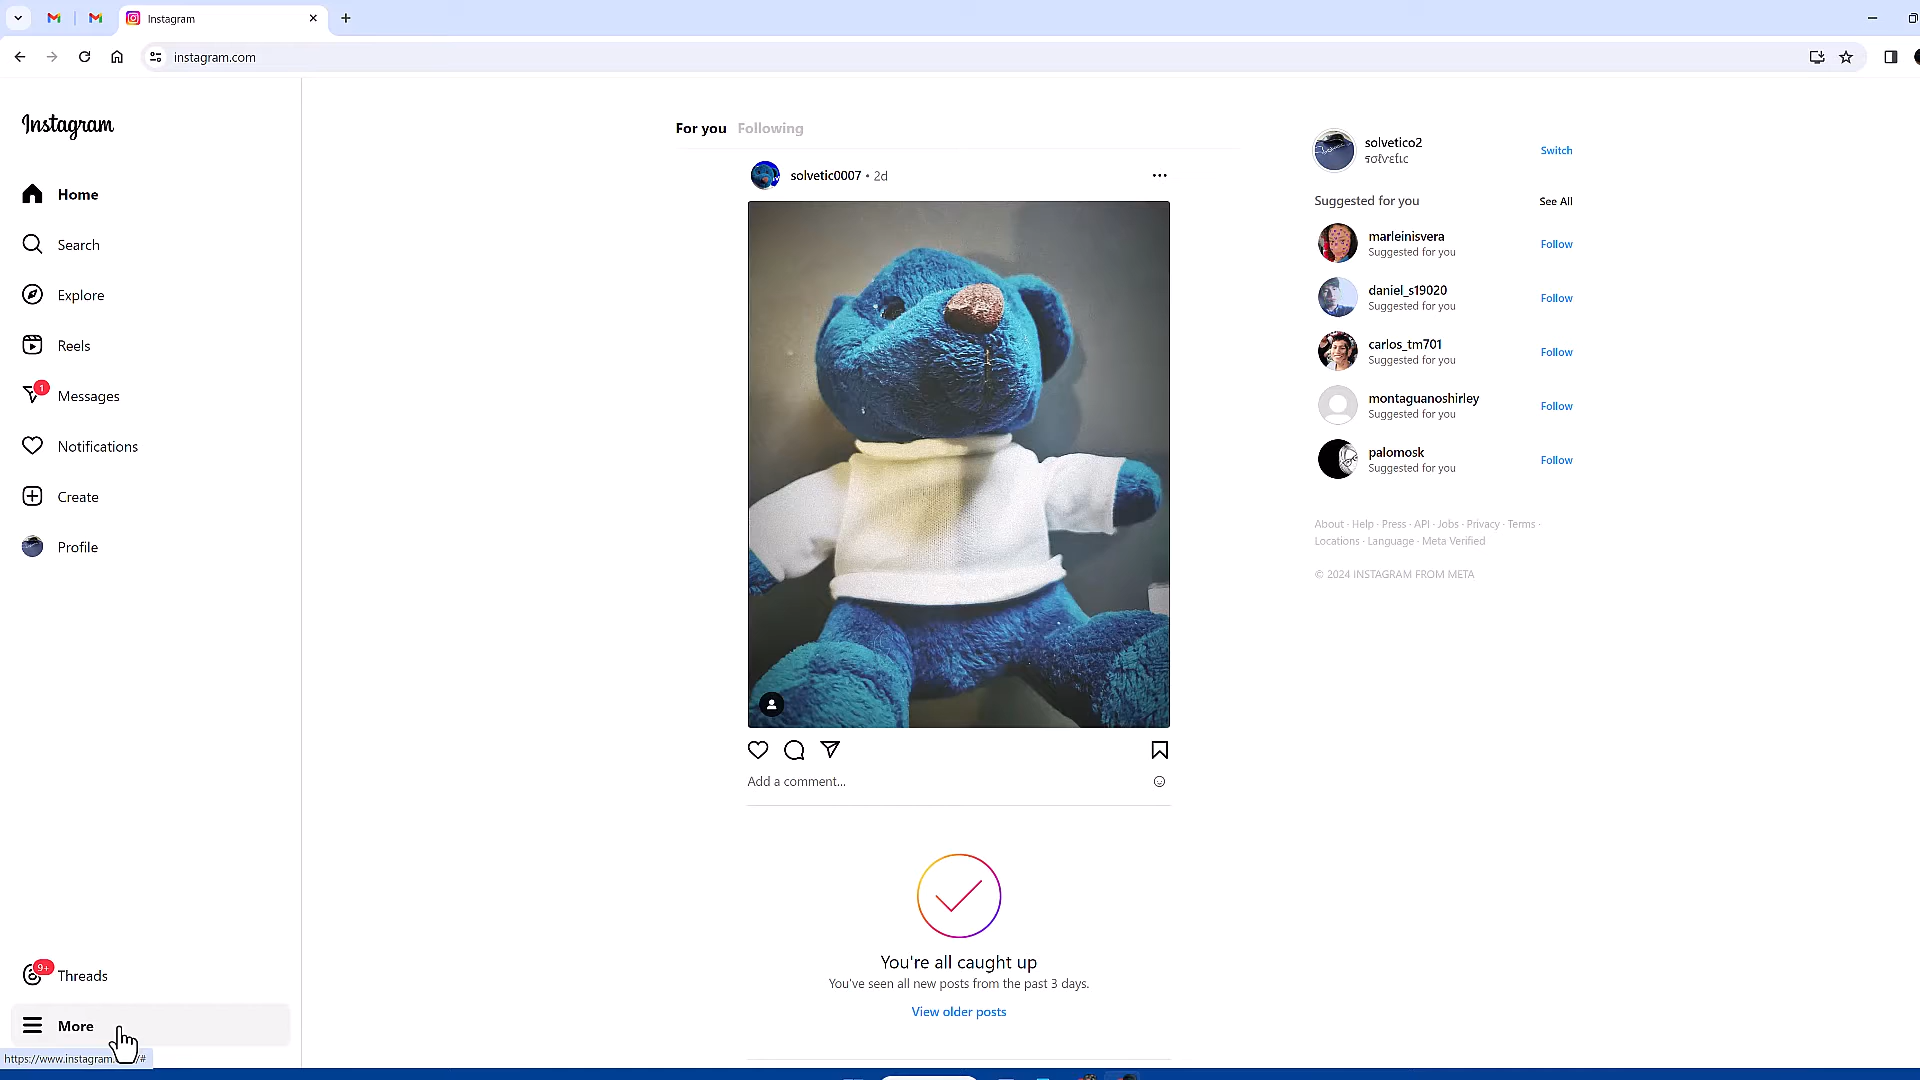 Instagram
instagram.com
Instagram
Home
Search
Explore
Reels
1
Messages
Notifications
Create
Profile
9+
Threads
More
For you Following
solvetic0007 • 2d
Add a comment...
You're all caught up
You've seen all new posts from the past 3 days.
View older posts
solvetico2
Switch
Suggested for you
See All
marleinisvera
Suggested for you
Follow
daniel_s19020
Suggested for you
Follow
carlos_tm701
Suggested for you
Follow
montaguanoshirley
Suggested for you
Follow
palomosk
Suggested for you
Follow
About · Help · Press · API · Jobs · Privacy · Terms ·
Locations · Language · Meta Verified
© 2024 INSTAGRAM FROM META